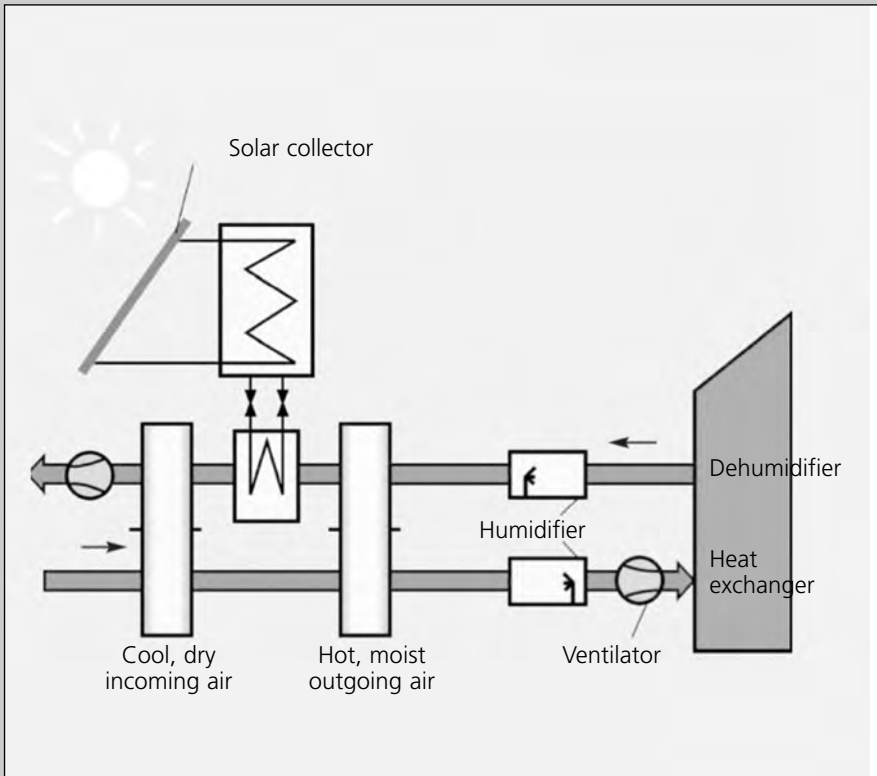 Solar collector
Dehumidifier
Humidifier
Heat
exchanger
Cool, dry
incoming air
Hot, moist
outgoing air
Ventilator